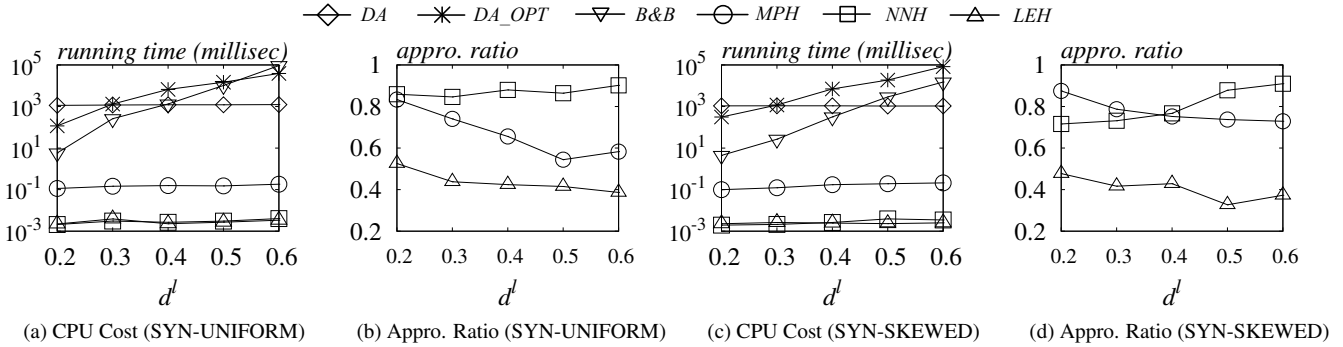 DA DA_OPT B&B MPH NNH LEH
running time (millisec)
10^5
10^3
10^1
10^-1
10^-3
0.2 0.3 0.4 0.5 0.6
d^l
(a) CPU Cost (SYN-UNIFORM)
appro. ratio
1
0.8
0.6
0.4
0.2
0.2 0.3 0.4 0.5 0.6
d^l
(b) Appro. Ratio (SYN-UNIFORM)
running time (millisec)
10^5
10^3
10^1
10^-1
10^-3
0.2 0.3 0.4 0.5 0.6
d^l
(c) CPU Cost (SYN-SKEWED)
appro. ratio
1
0.8
0.6
0.4
0.2
0.2 0.3 0.4 0.5 0.6
d^l
(d) Appro. Ratio (SYN-SKEWED)